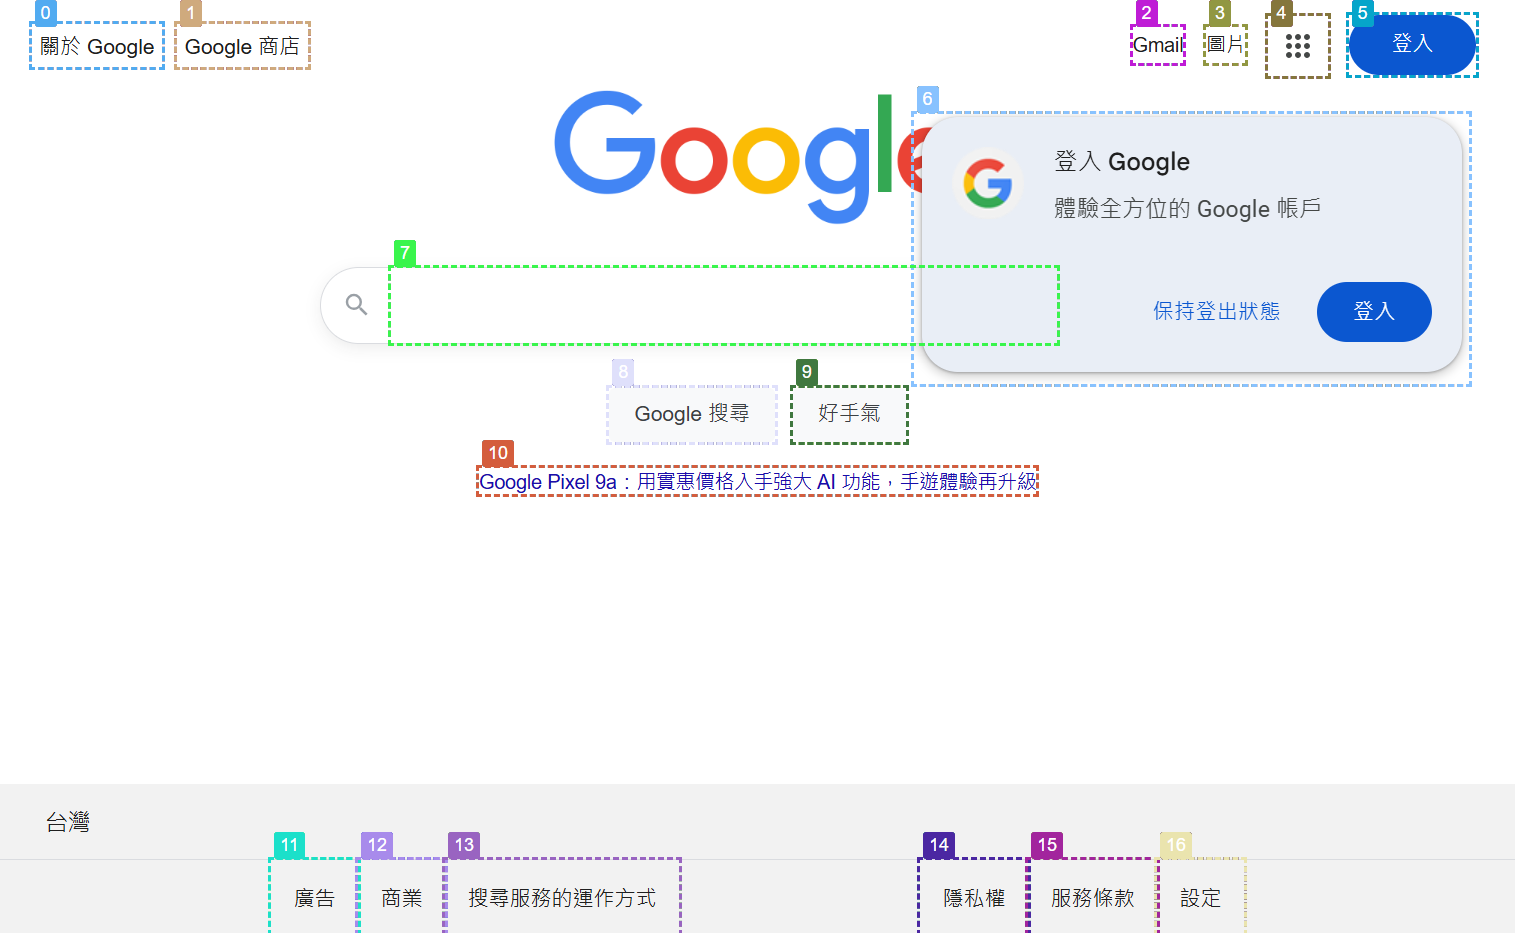 0
1
2
3
4
5
關於 Google
Google 商店
Gmail
圖片
登入
6
Google
登入 Google
體驗全方位的 Google 帳戶
7
保持登出狀態
登入
8
9
Google 搜尋
好手氣
10
Google Pixel 9a：用實惠價格入手強大 AI 功能，手遊體驗再升級
台灣
11
12
13
14
15
16
廣告
商業
搜尋服務的運作方式
隱私權
服務條款
設定